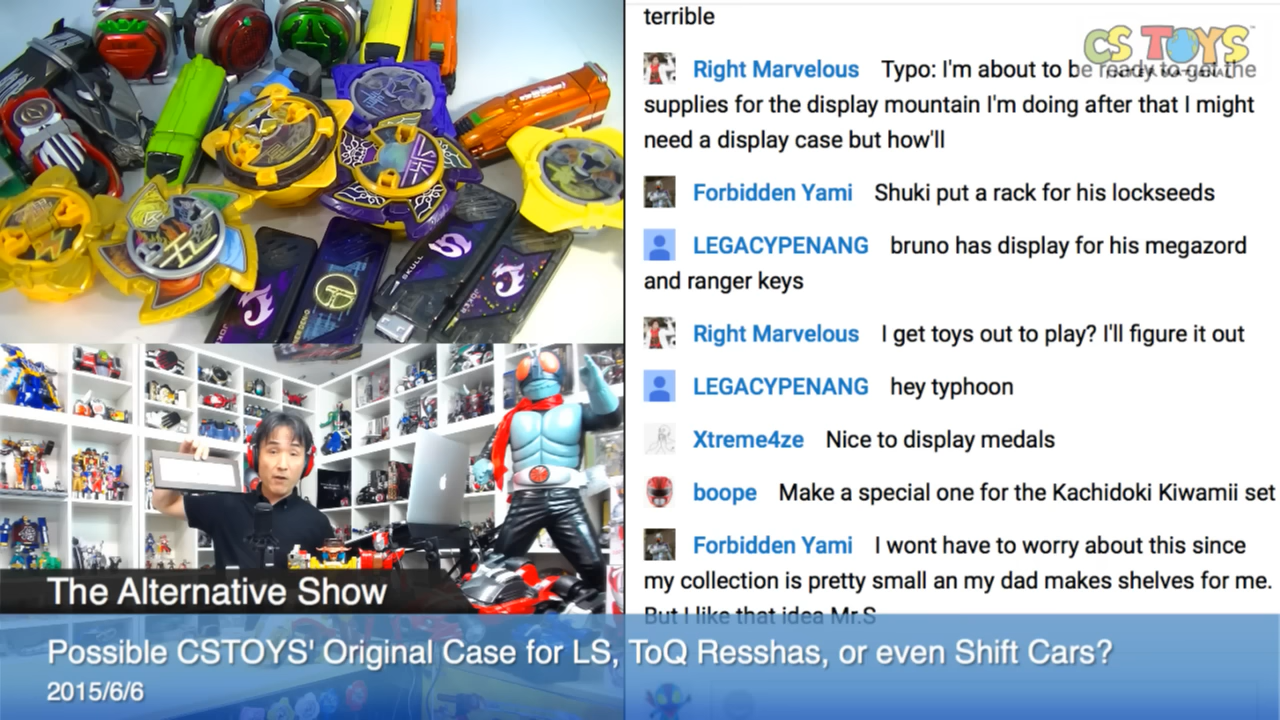 terrible
CS TOYS
Right Marvelous Typo: I'm about to be ready to get the
supplies for the display mountain I'm doing after that I might
need a display case but how'll
Forbidden Yami Shuki put a rack for his lockseeds
LEGACYPENANG bruno has display for his megazord
and ranger keys
Right Marvelous I get toys out to play? I'll figure it out
LEGACYPENANG hey typhoon
Xtreme4ze Nice to display medals
boope Make a special one for the Kachidoki Kiwamii set
Forbidden Yami I wont have to worry about this since
my collection is pretty small an my dad makes shelves for me.
But I like that idea Mr.S
SKULL
JOKER
The Alternative Show
Possible CSTOYS' Original Case for LS, ToQ Resshas, or even Shift Cars?
2015/6/6